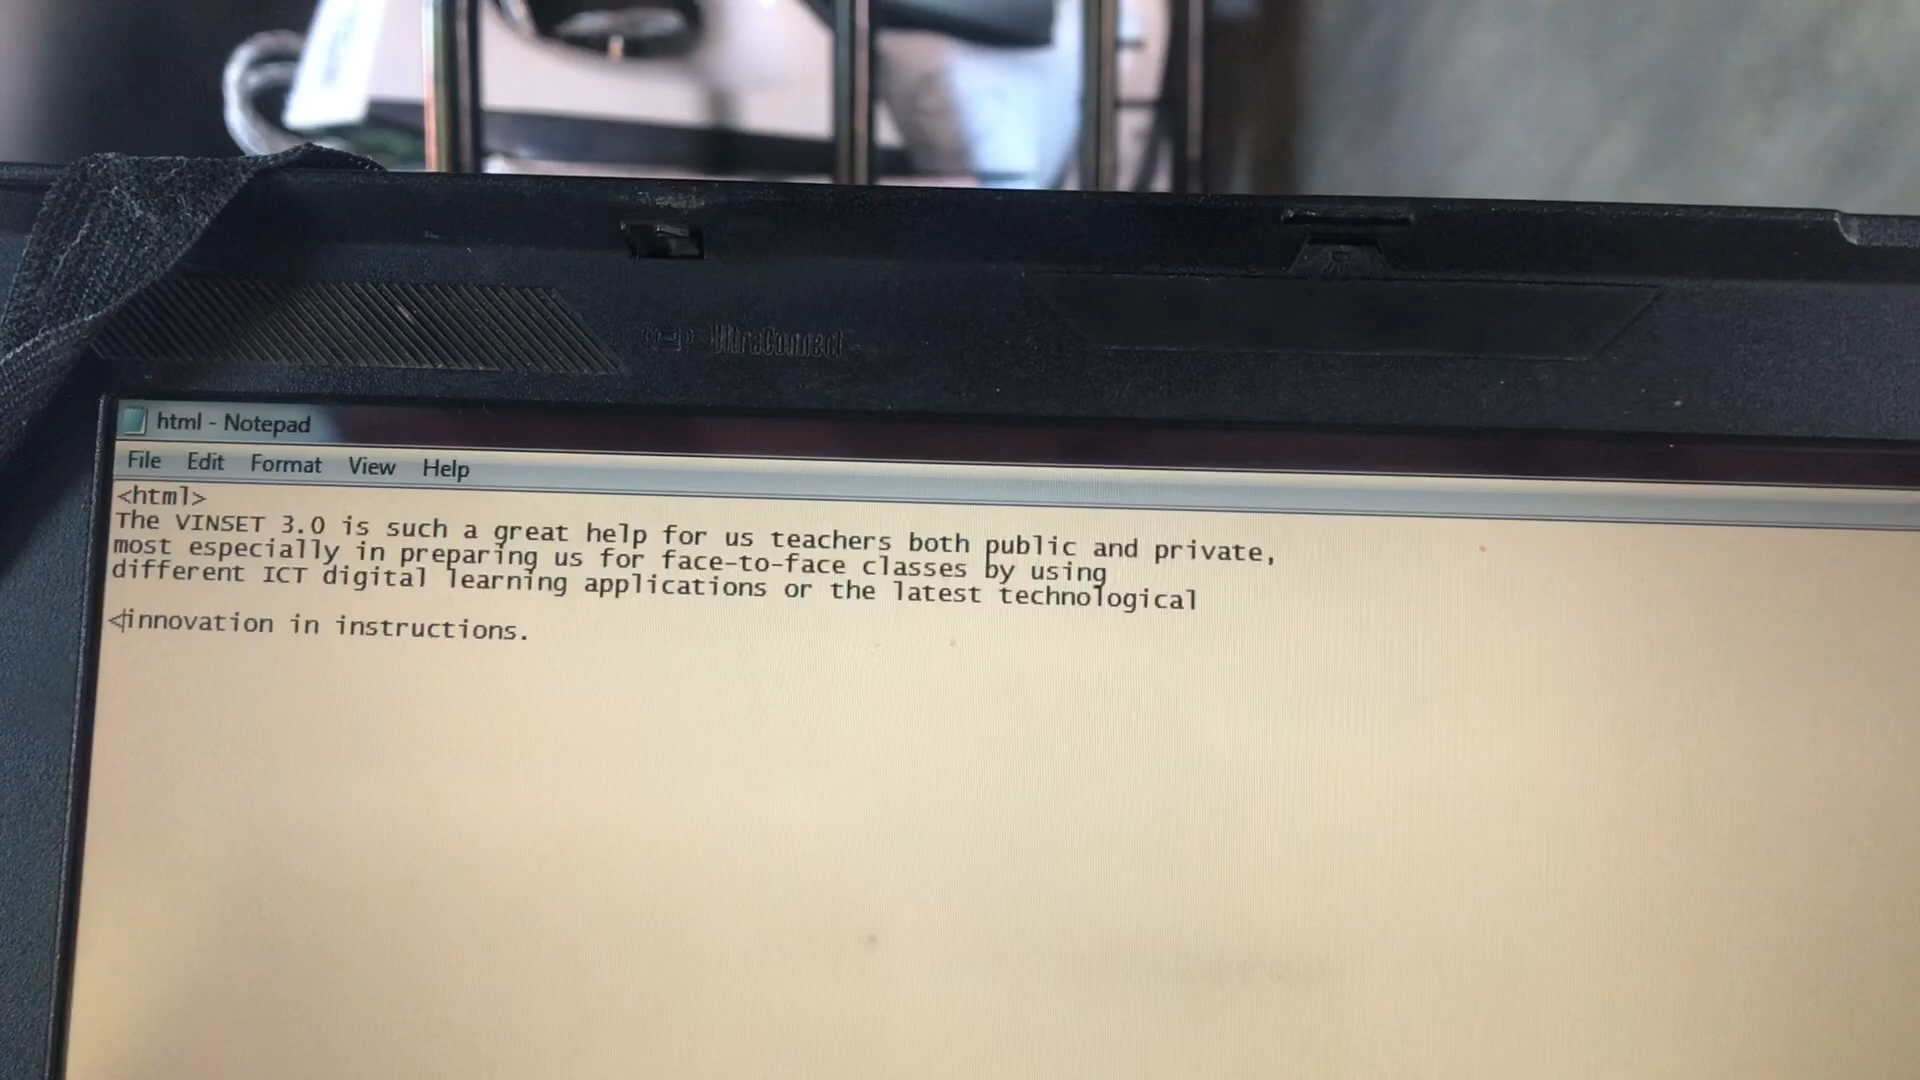 UltraConnect
html - Notepad
File Edit Format View Help
<html>
The VINSET 3.0 is such a great help for us teachers both public and private,
most especially in preparing us for face-to-face classes by using
different ICT digital learning applications or the latest technological
<innovation in instructions.